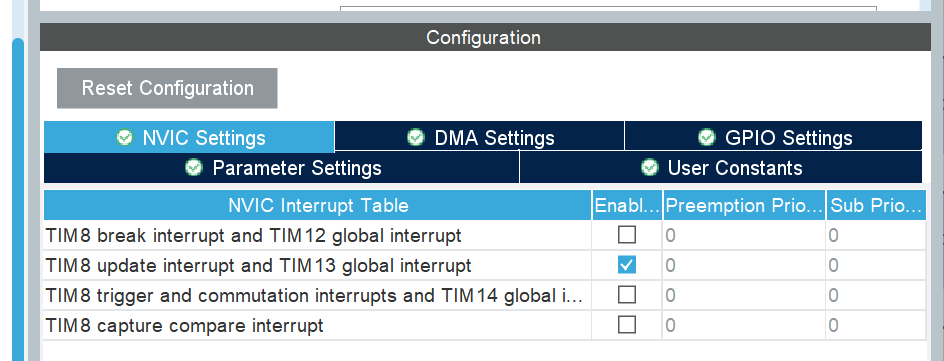 Configuration
Reset Configuration
NVIC Settings DMA Settings GPIO Settings
Parameter Settings User Constants
NVIC Interrupt Table Enabl... Preemption Prio... Sub Prio...
TIM8 break interrupt and TIM12 global interrupt 0 0
TIM8 update interrupt and TIM13 global interrupt 0 0
TIM8 trigger and commutation interrupts and TIM14 global i... 0 0
TIM8 capture compare interrupt 0 0